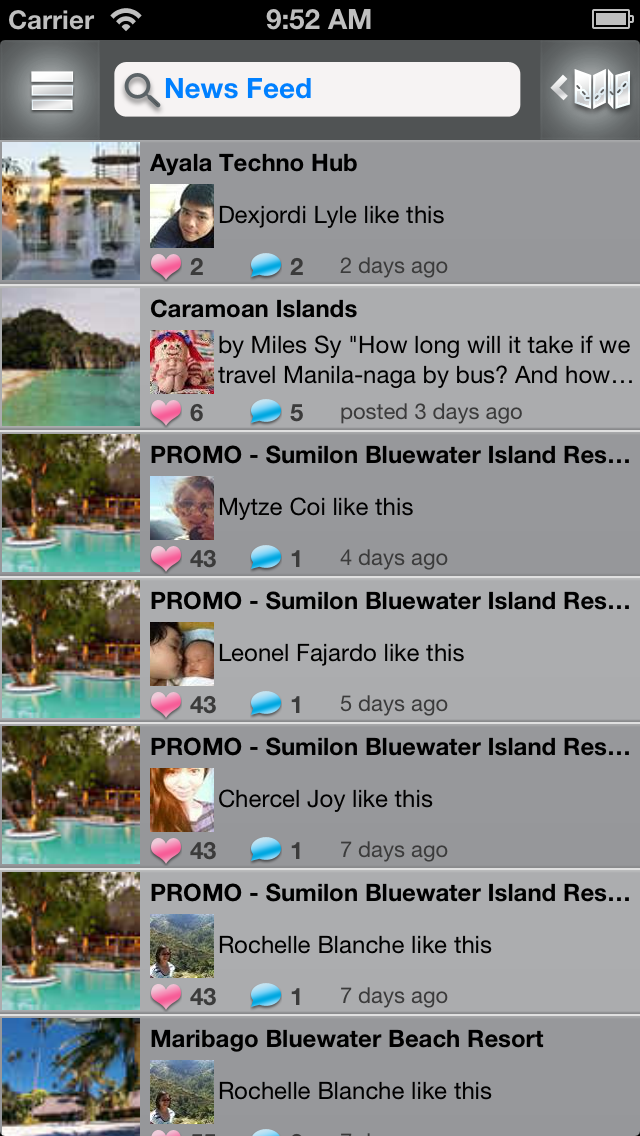 Carrier 9:52 AM
News Feed
Ayala Techno Hub
Dexjordi Lyle like this
2 2 2 days ago
Caramoan Islands
by Miles Sy "How long will it take if we
travel Manila-naga by bus? And how…
6 5 posted 3 days ago
PROMO - Sumilon Bluewater Island Res…
Mytze Coi like this
43 1 4 days ago
PROMO - Sumilon Bluewater Island Res…
Leonel Fajardo like this
43 1 5 days ago
PROMO - Sumilon Bluewater Island Res…
Chercel Joy like this
43 1 7 days ago
PROMO - Sumilon Bluewater Island Res…
Rochelle Blanche like this
43 1 7 days ago
Maribago Bluewater Beach Resort
Rochelle Blanche like this